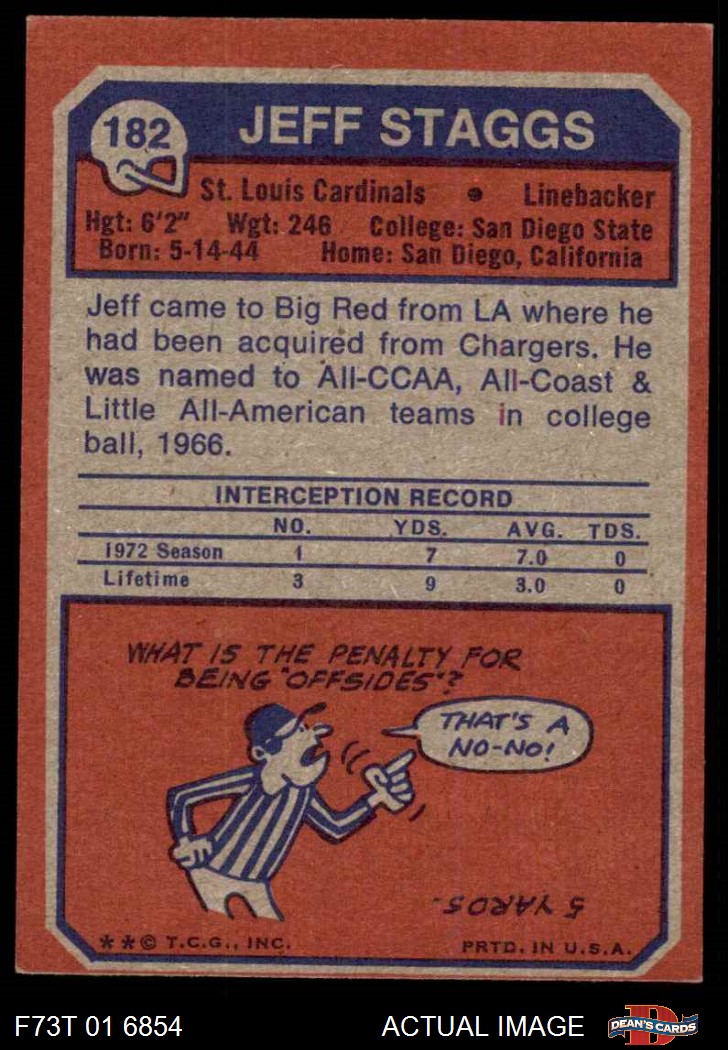 182
JEFF STAGGS
St. Louis Cardinals • Linebacker
Hgt: 6'2" Wgt: 246 College: San Diego State
Born: 5-14-44 Home: San Diego, California
Jeff came to Big Red from LA where he
had been acquired from Chargers. He
was named to All-CCAA, All-Coast &
Little All-American teams in college
ball, 1966.
INTERCEPTION RECORD
NO. YDS. AVG. TDS.
1972 Season 1 7 7.0 0
Lifetime 3 9 3.0 0
WHAT IS THE PENALTY FOR
BEING "OFFSIDES"?
THAT'S A
NO-NO!
5 YARDS.
**© T.C.G., INC. PRTD. IN U.S.A.
F73T 01 6854 ACTUAL IMAGE
D
DEAN'S CARDS